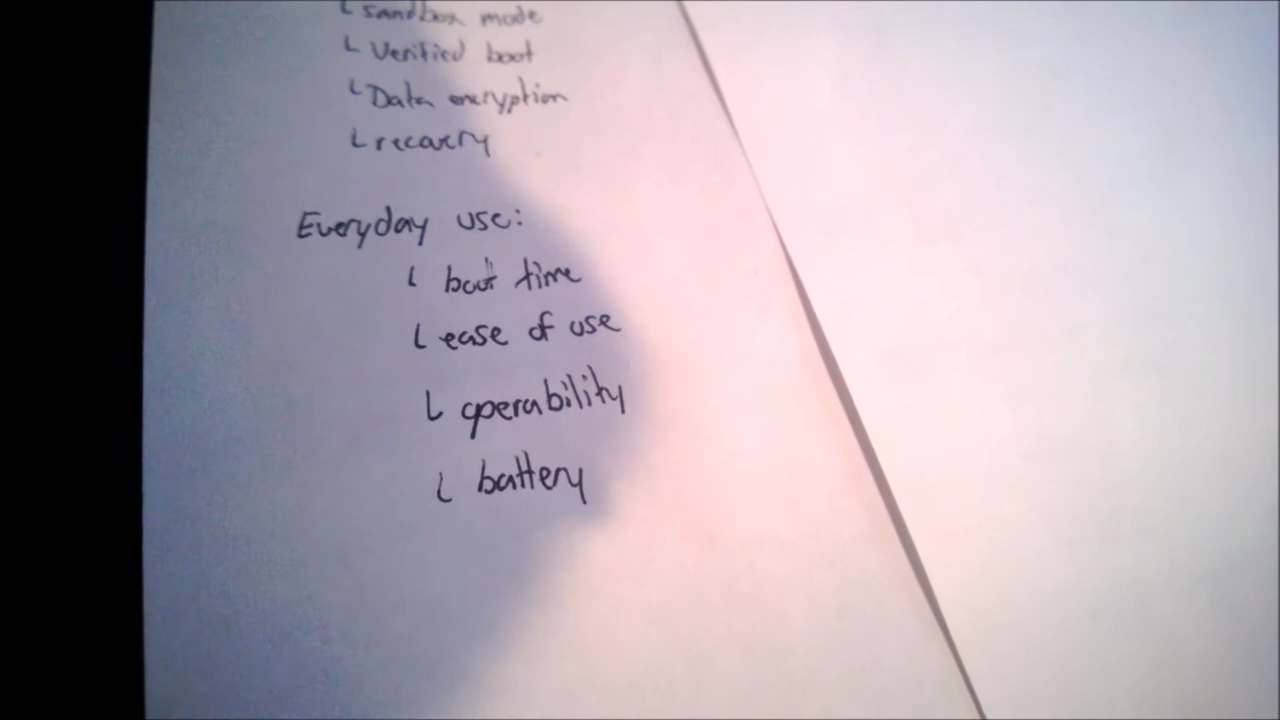 └ sandbox mode
└ Verified boot
└ Data encryption
└ recovery
Everyday use:
└ boot time
└ ease of use
└ operability
└ battery